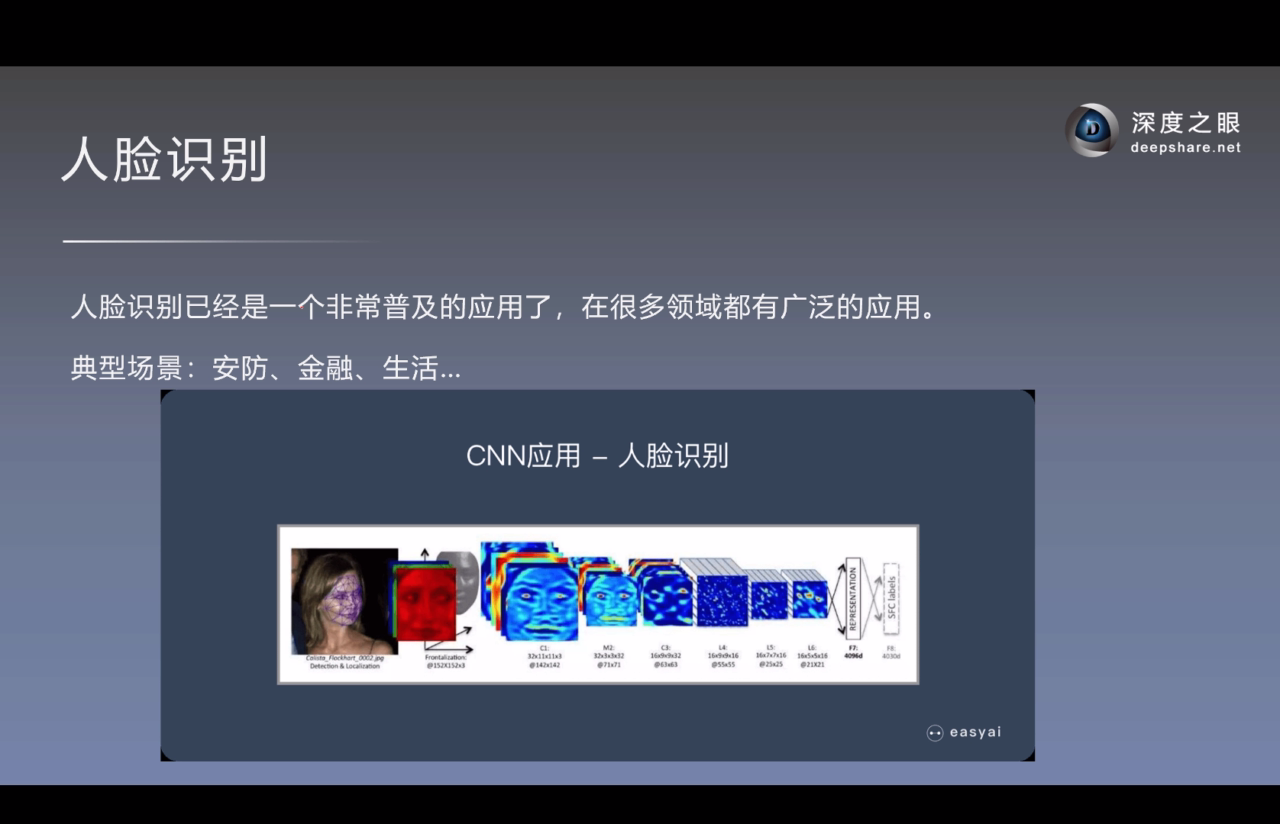 深度之眼
deepshare.net
人脸识别
人脸识别已经是一个非常普及的应用了，在很多领域都有广泛的应用。
典型场景：安防、金融、生活...
CNN应用 – 人脸识别
Calista_Flockhart_0002.jpg
Detection & Localization
Frontalization:
@152X152x3
C1:
32x11x11x3
@142x142
M2:
32x3x3x32
@71x71
C3:
16x9x9x32
@63x63
L4:
16x9x9x16
@55x55
L5:
16x7x7x16
@25x25
L6:
16x5x5x16
@21X21
REPRESENTATION
F7:
4096d
SFC labels
F8:
4030d
easyai